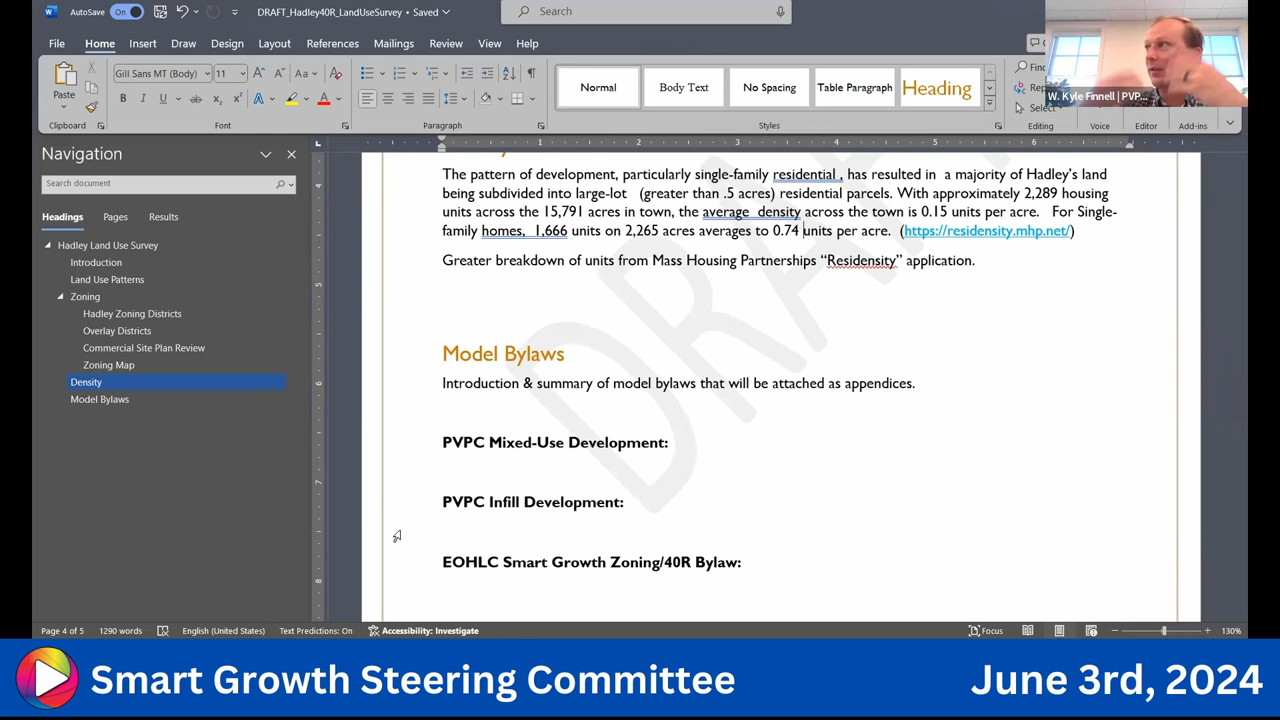 AutoSave On DRAFT_Hadley40R_LandUseSurvey • Saved Search
File Home Insert Draw Design Layout References Mailings Review View Help
Paste Gill Sans MT (Body) 11 Normal Body Text No Spacing Table Paragraph Heading
Clipboard Font Paragraph Styles Editing Voice Editor Add-ins
W. Kyle Finnell | PVP...
Navigation
Search document
Headings Pages Results
Hadley Land Use Survey
Introduction
Land Use Patterns
Zoning
Hadley Zoning Districts
Overlay Districts
Commercial Site Plan Review
Zoning Map
Density
Model Bylaws
The pattern of development, particularly single-family residential , has resulted in a majority of Hadley's land
being subdivided into large-lot (greater than .5 acres) residential parcels. With approximately 2,289 housing
units across the 15,791 acres in town, the average density across the town is 0.15 units per acre. For Single-
family homes, 1,666 units on 2,265 acres averages to 0.74 units per acre. (https://residensity.mhp.net/)
Greater breakdown of units from Mass Housing Partnerships “Residensity” application.
Model Bylaws
Introduction & summary of model bylaws that will be attached as appendices.
PVPC Mixed-Use Development:
PVPC Infill Development:
EOHLC Smart Growth Zoning/40R Bylaw:
DRAFT
Page 4 of 5 1290 words English (United States) Text Predictions: On Accessibility: Investigate Focus 130%
Smart Growth Steering Committee June 3rd, 2024